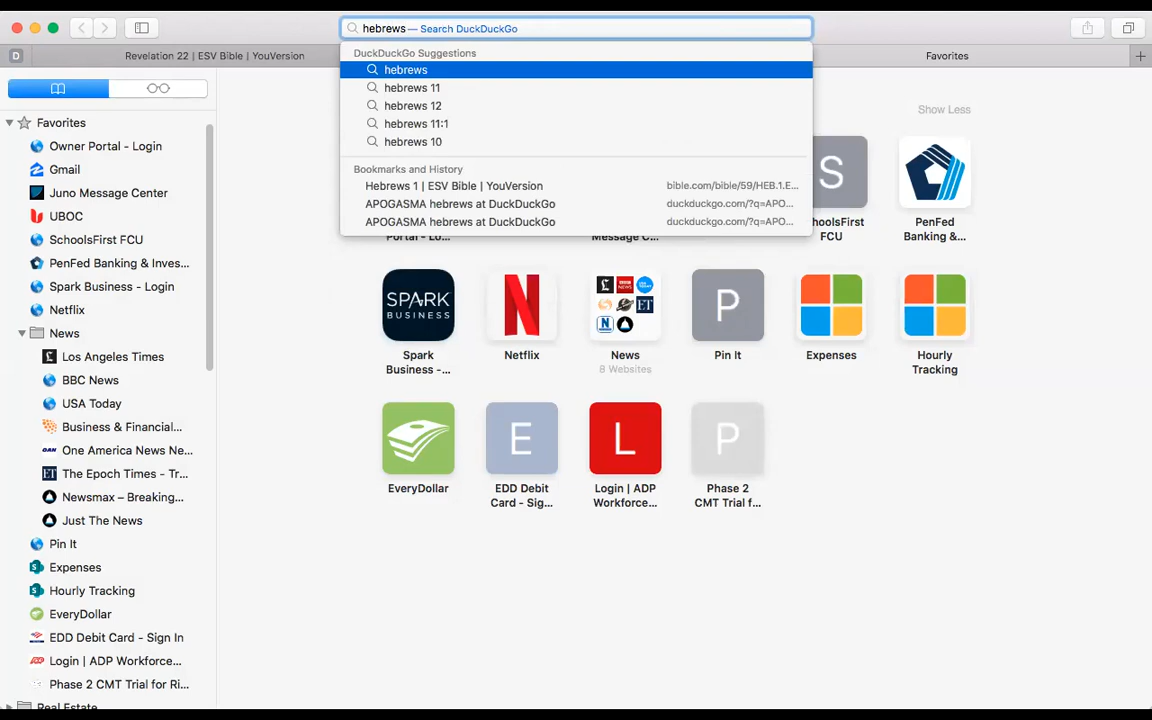 hebrews — Search DuckDuckGo
D
Revelation 22 | ESV Bible | YouVersion
Favorites
DuckDuckGo Suggestions
hebrews
hebrews 11
hebrews 12
hebrews 11:1
hebrews 10
Bookmarks and History
Hebrews 1 | ESV Bible | YouVersion
bible.com/bible/59/HEB.1.E...
APOGASMA hebrews at DuckDuckGo
duckduckgo.com/?q=APO...
APOGASMA hebrews at DuckDuckGo
duckduckgo.com/?q=APO...
Favorites
Owner Portal - Login
Gmail
Juno Message Center
UBOC
SchoolsFirst FCU
PenFed Banking & Inves...
Spark Business - Login
Netflix
News
Los Angeles Times
BBC News
USA Today
Business & Financial...
One America News Ne...
The Epoch Times - Tr...
Newsmax – Breaking...
Just The News
Pin It
Expenses
Hourly Tracking
EveryDollar
EDD Debit Card - Sign In
Login | ADP Workforce...
Phase 2 CMT Trial for Ri...
Real Estate
Show Less
Portal - Lo...
Message C...
S
SchoolsFirst
FCU
PenFed
Banking &...
SPARK
BUSINESS
Spark
Business -...
N
Netflix
News
8 Websites
P
Pin It
Expenses
Hourly
Tracking
EveryDollar
E
EDD Debit
Card - Sig...
L
Login | ADP
Workforce...
P
Phase 2
CMT Trial f...